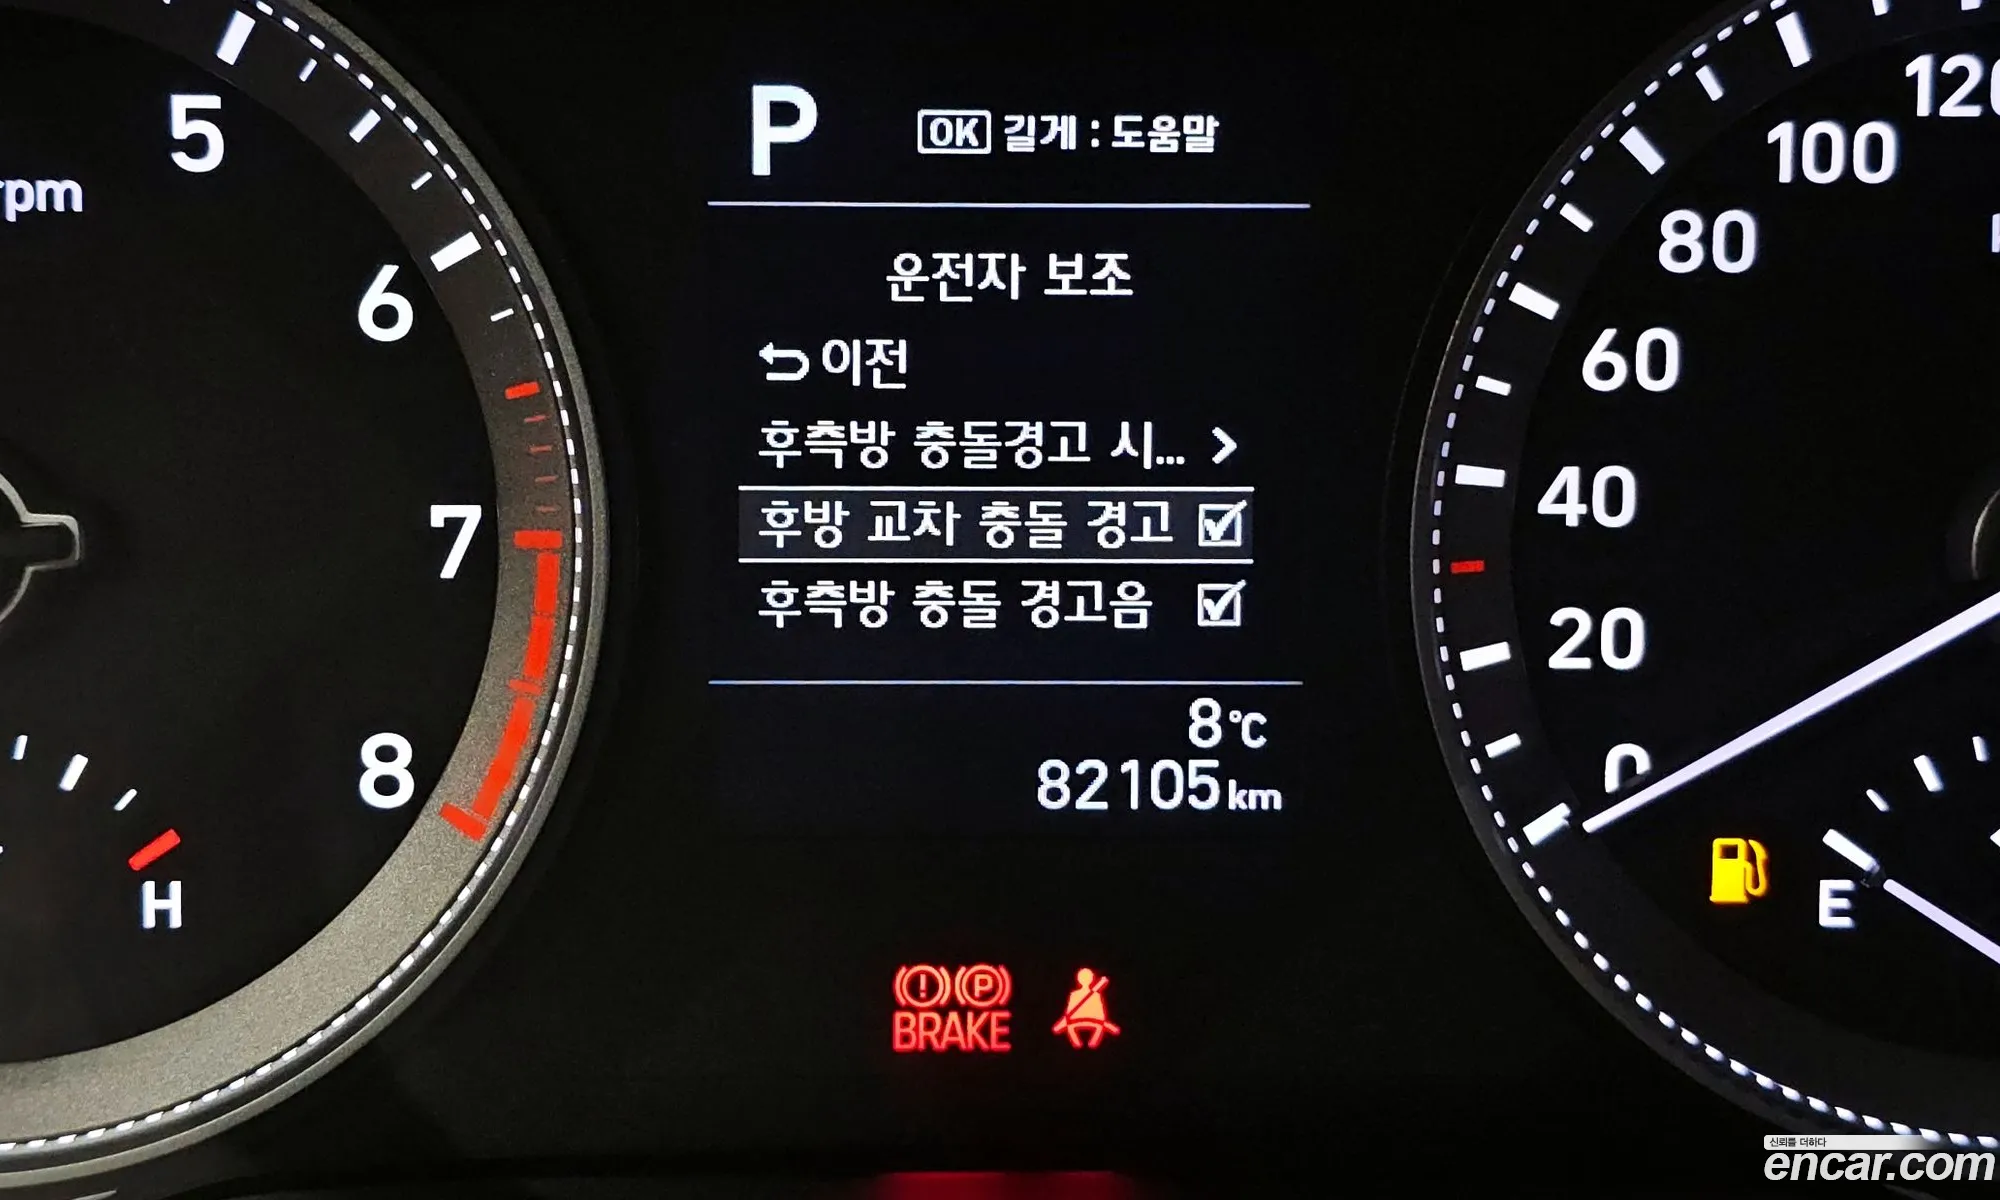 5
rpm
6
7
8
H
P
OK 길게 : 도움말
운전자 보조
이전
후측방 충돌경고 시...
후방 교차 충돌 경고
후측방 충돌 경고음
8℃
82105km
BRAKE
P
120
100
80
60
40
20
0
E
신뢰를 더하다
encar.com